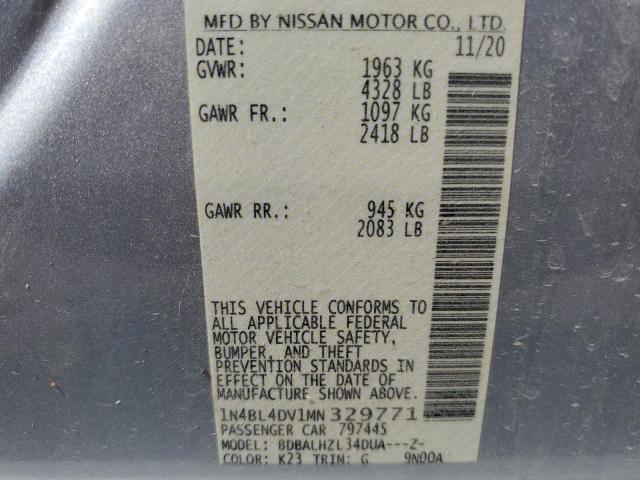 MFD BY NISSAN MOTOR CO., LTD.
DATE: 11/20
GVWR: 1963 KG
4328 LB
GAWR FR.: 1097 KG
2418 LB
GAWR RR.: 945 KG
2083 LB
THIS VEHICLE CONFORMS TO
ALL APPLICABLE FEDERAL
MOTOR VEHICLE SAFETY,
BUMPER, AND THEFT
PREVENTION STANDARDS IN
EFFECT ON THE DATE OF
MANUFACTURE SHOWN ABOVE.
1N4BL4DV1MN329771
PASSENGER CAR 797445
MODEL: BDBALHZL34DUA---Z-
COLOR: K23 TRIM: G 9N00A